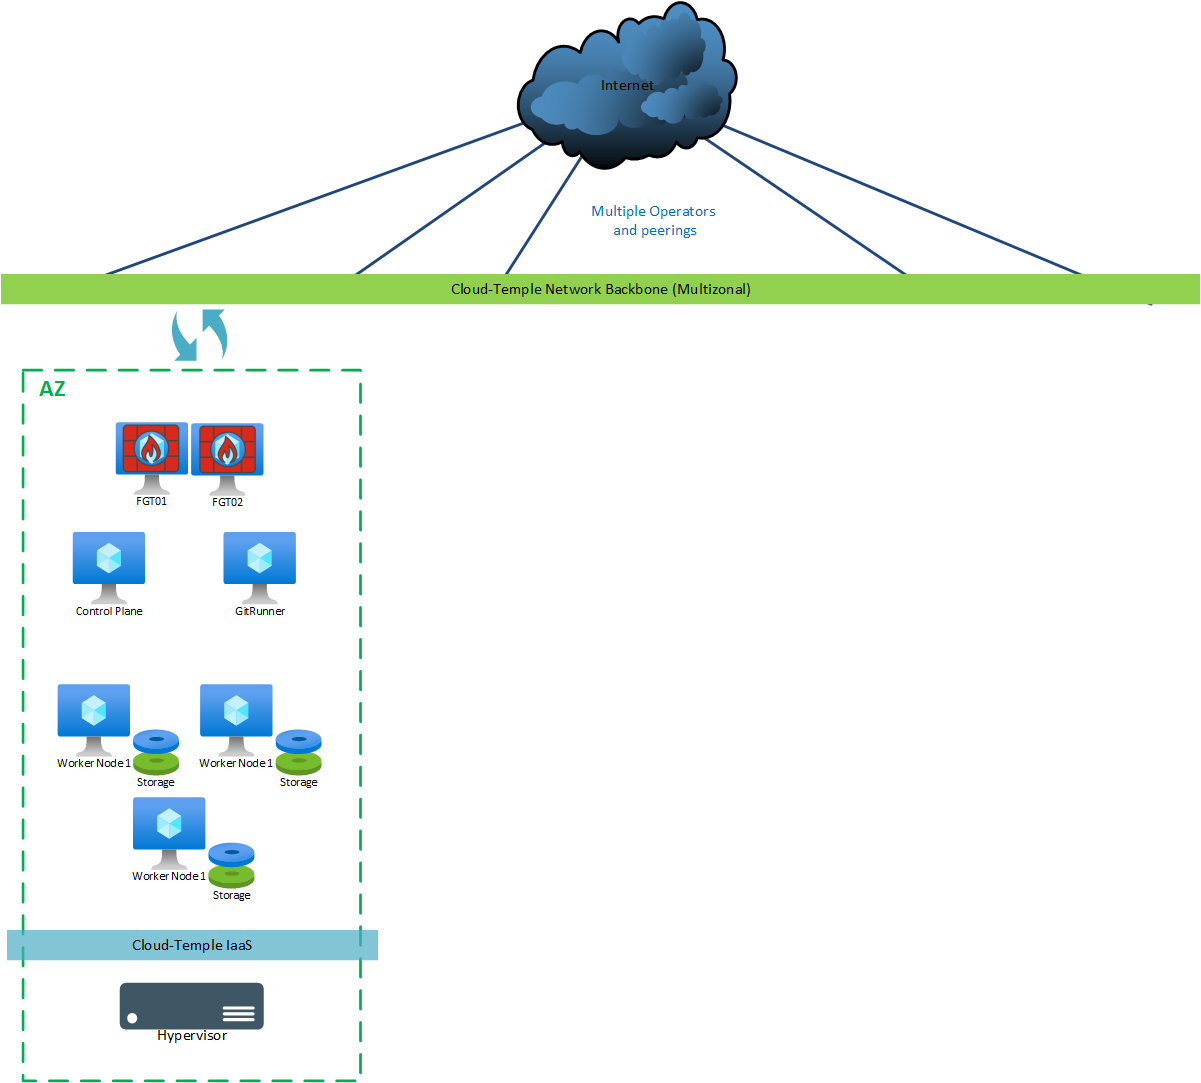 Internet
Multiple Operators
and peerings
Cloud-Temple Network Backbone (Multizonal)
AZ
FGT01
FGT02
Control Plane
GitRunner
Worker Node 1
Storage
Worker Node 1
Storage
Worker Node 1
Storage
Cloud-Temple IaaS
Hypervisor